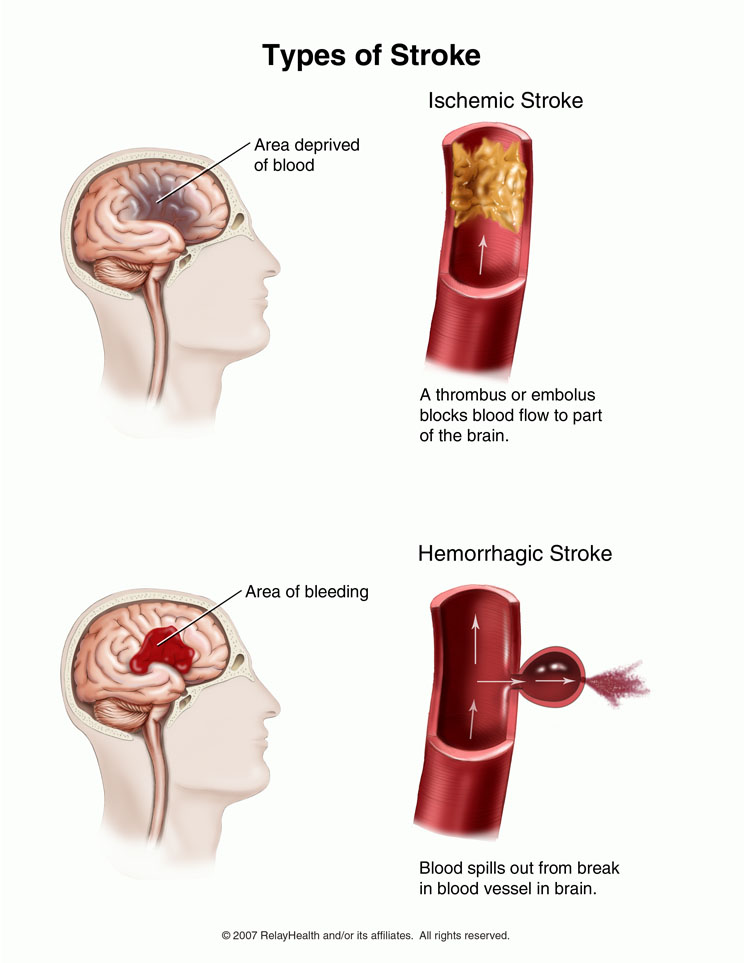 Types of Stroke
Ischemic Stroke
Area deprived
of blood
A thrombus or embolus
blocks blood flow to part
of the brain.
Hemorrhagic Stroke
Area of bleeding
Blood spills out from break
in blood vessel in brain.
© 2007 RelayHealth and/or its affiliates. All rights reserved.